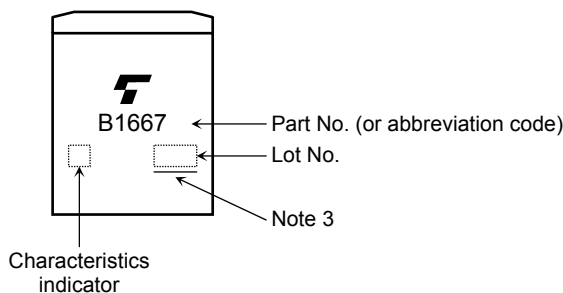 B1667
Part No. (or abbreviation code)
Lot No.
Note 3
Characteristics
indicator